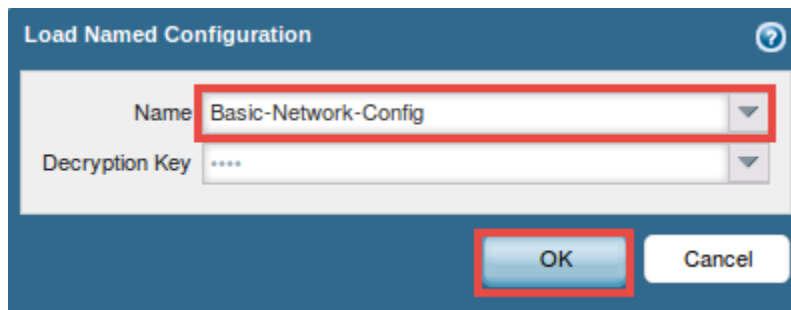 Load Named Configuration
Name Basic-Network-Config
Decryption Key ····
OK Cancel